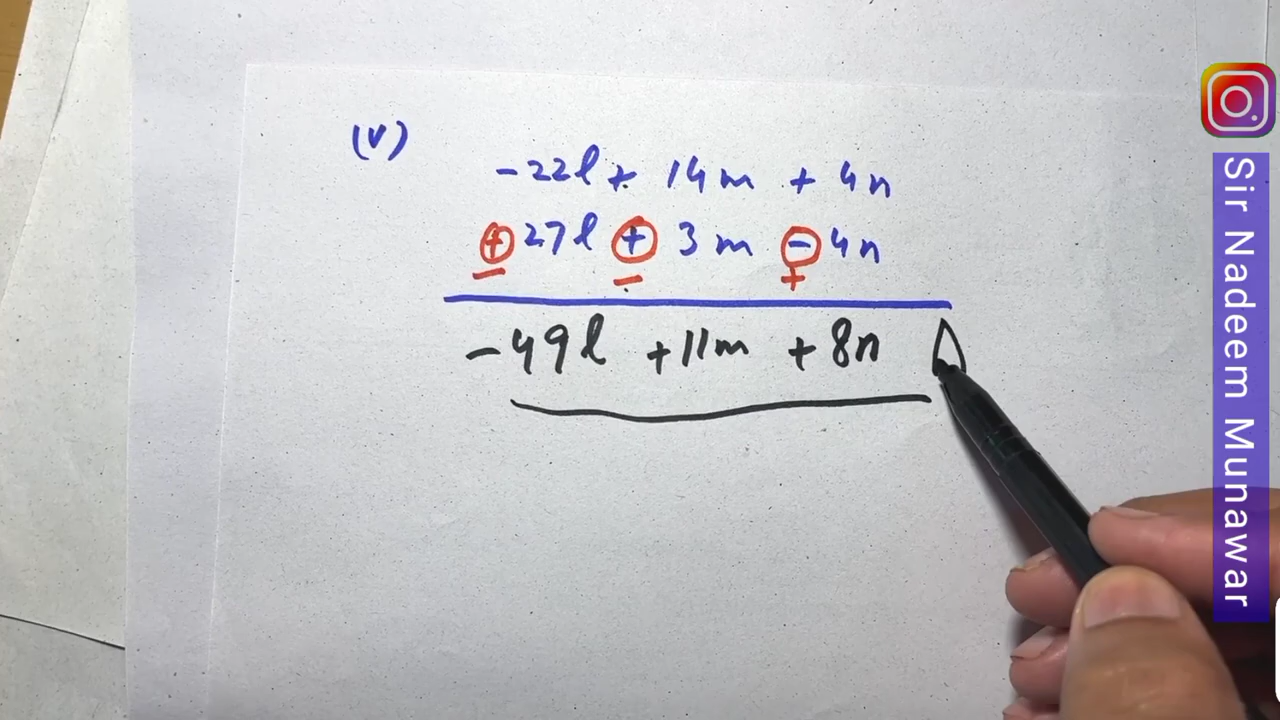 (v)
-22l + 14m + 4n
+ 27l + 3m - 4n
- - +
-49l + 11m + 8n
Sir Nadeem Munawar